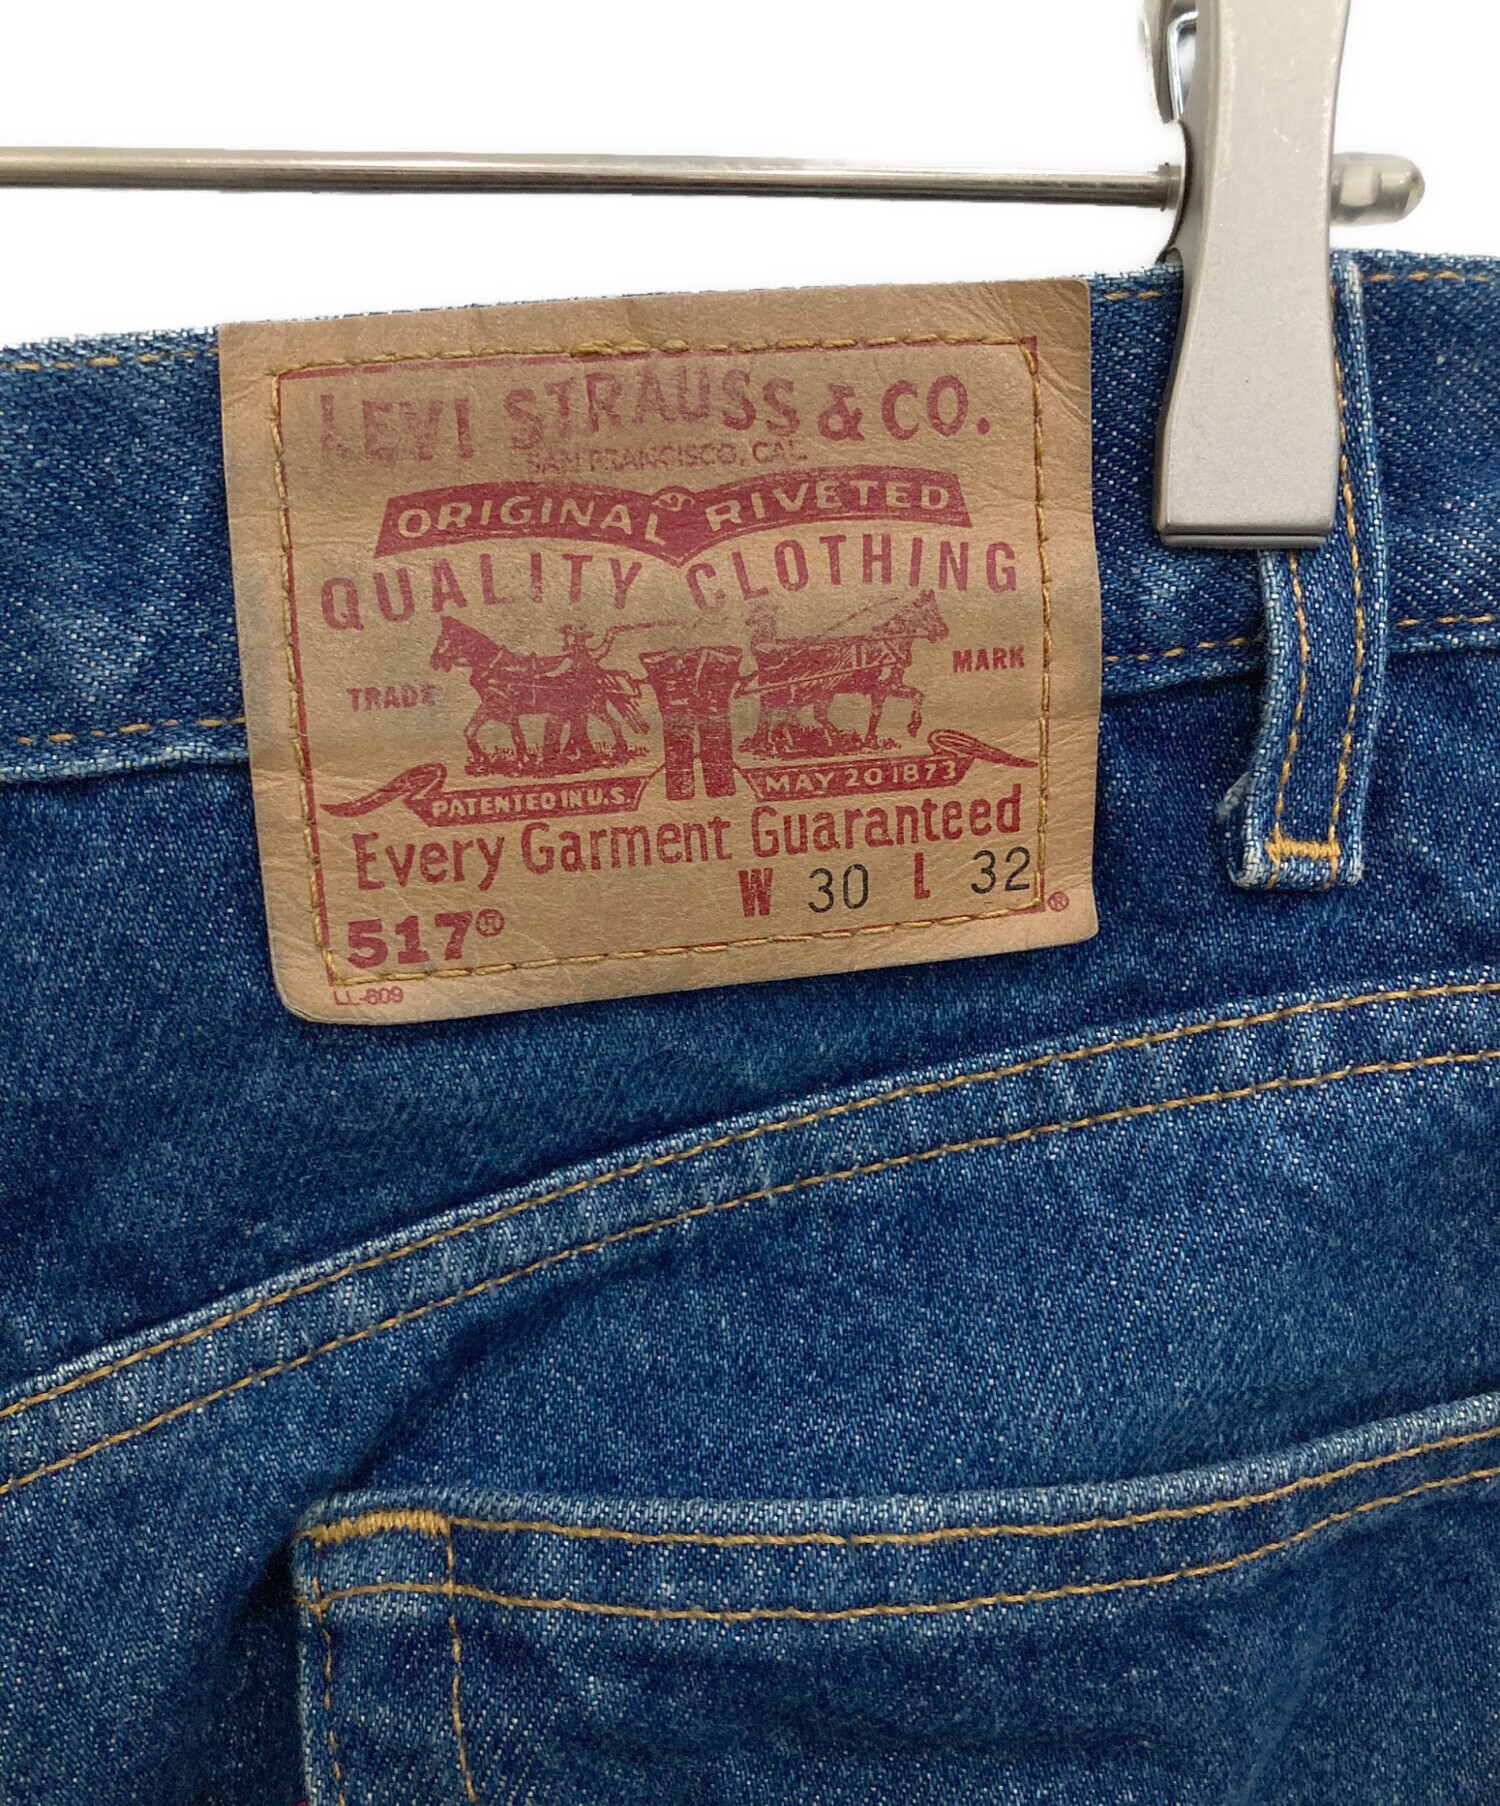 LEVI STRAUSS & CO.
SAN FRANCISCO, CAL.
ORIGINAL RIVETED
QUALITY CLOTHING
TRADE MARK
PATENTED IN U.S. MAY 20 1873
Every Garment Guaranteed
W 30 L 32
517®
®
LL-609